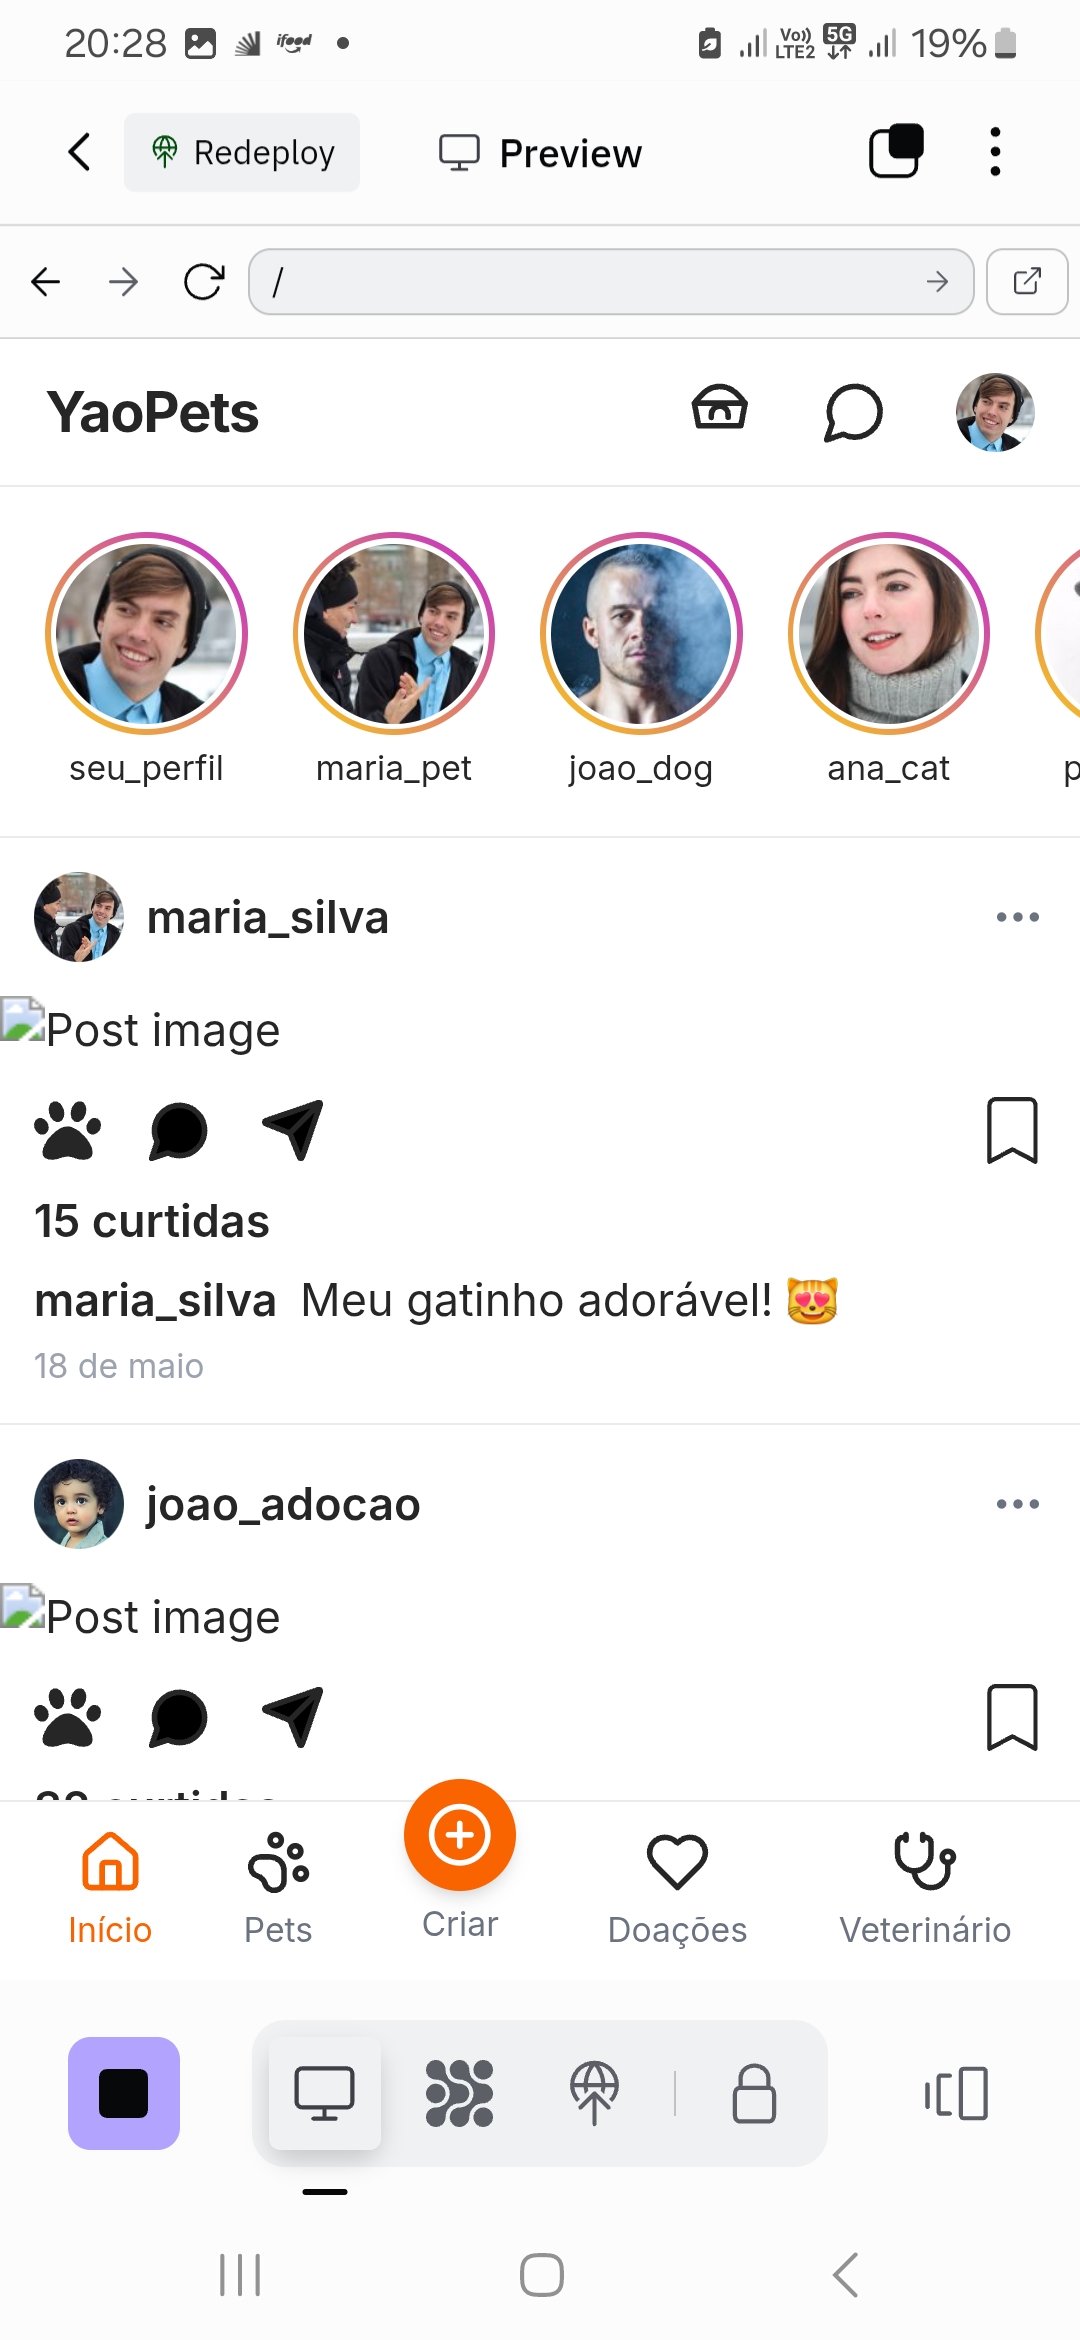 20:28 ifood Vo)) LTE2 5G 19%
Redeploy Preview
/
YaoPets
seu_perfil maria_pet joao_dog ana_cat p
maria_silva
Post image
15 curtidas
maria_silva Meu gatinho adorável! 😻
18 de maio
joao_adocao
Post image
curtidas
Início Pets Criar Doações Veterinário